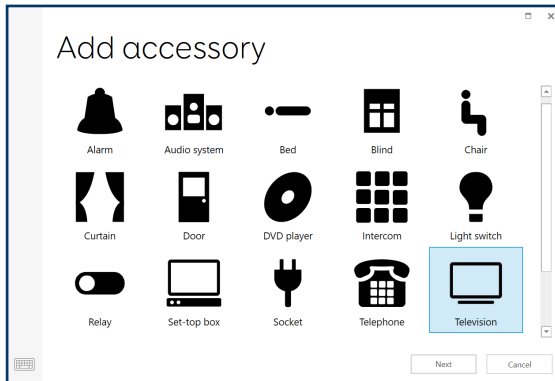 Add accessory
Alarm Audio system Bed Blind Chair
Curtain Door DVD player Intercom Light switch
Relay Set-top box Socket Telephone Television
Next Cancel